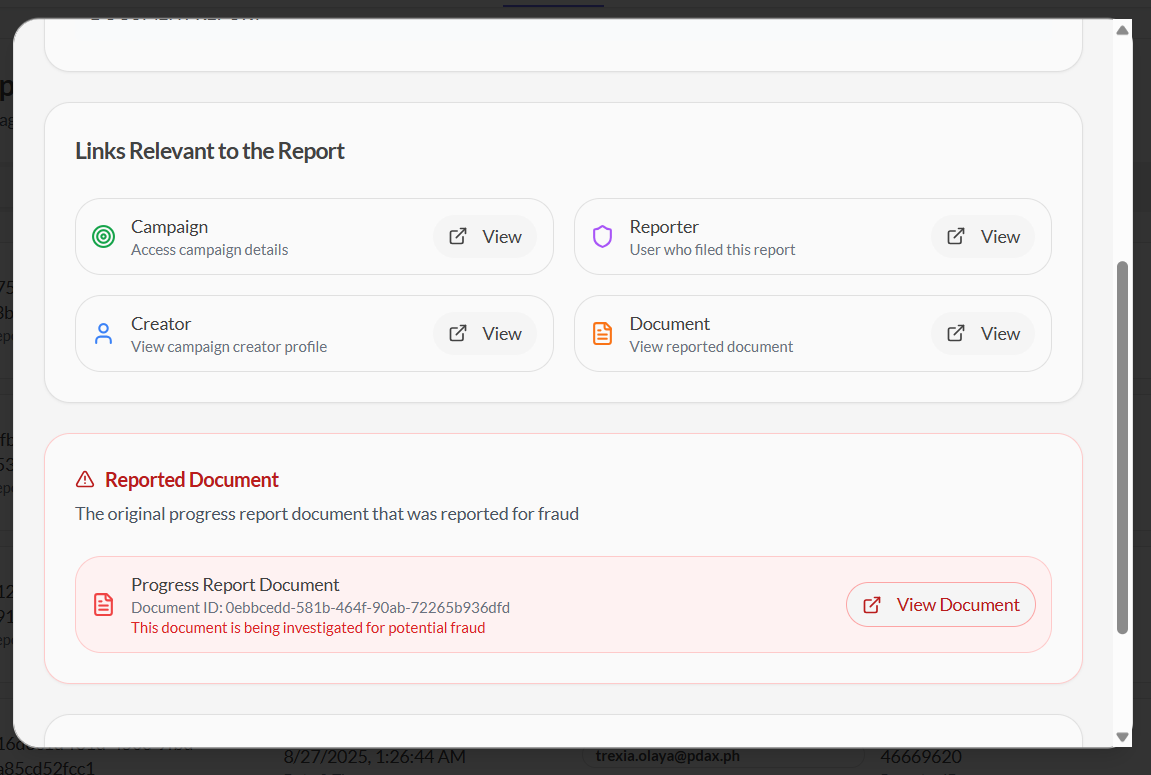 Links Relevant to the Report
Campaign
Access campaign details
View
Reporter
User who filed this report
View
Creator
View campaign creator profile
View
Document
View reported document
View
Reported Document
The original progress report document that was reported for fraud
Progress Report Document
Document ID: 0ebbcedd-581b-464f-90ab-72265b936dfd
This document is being investigated for potential fraud
View Document
8/27/2025, 1:26:44 AM
trexia.olaya@pdax.ph
46669620
a85cd52fcc1